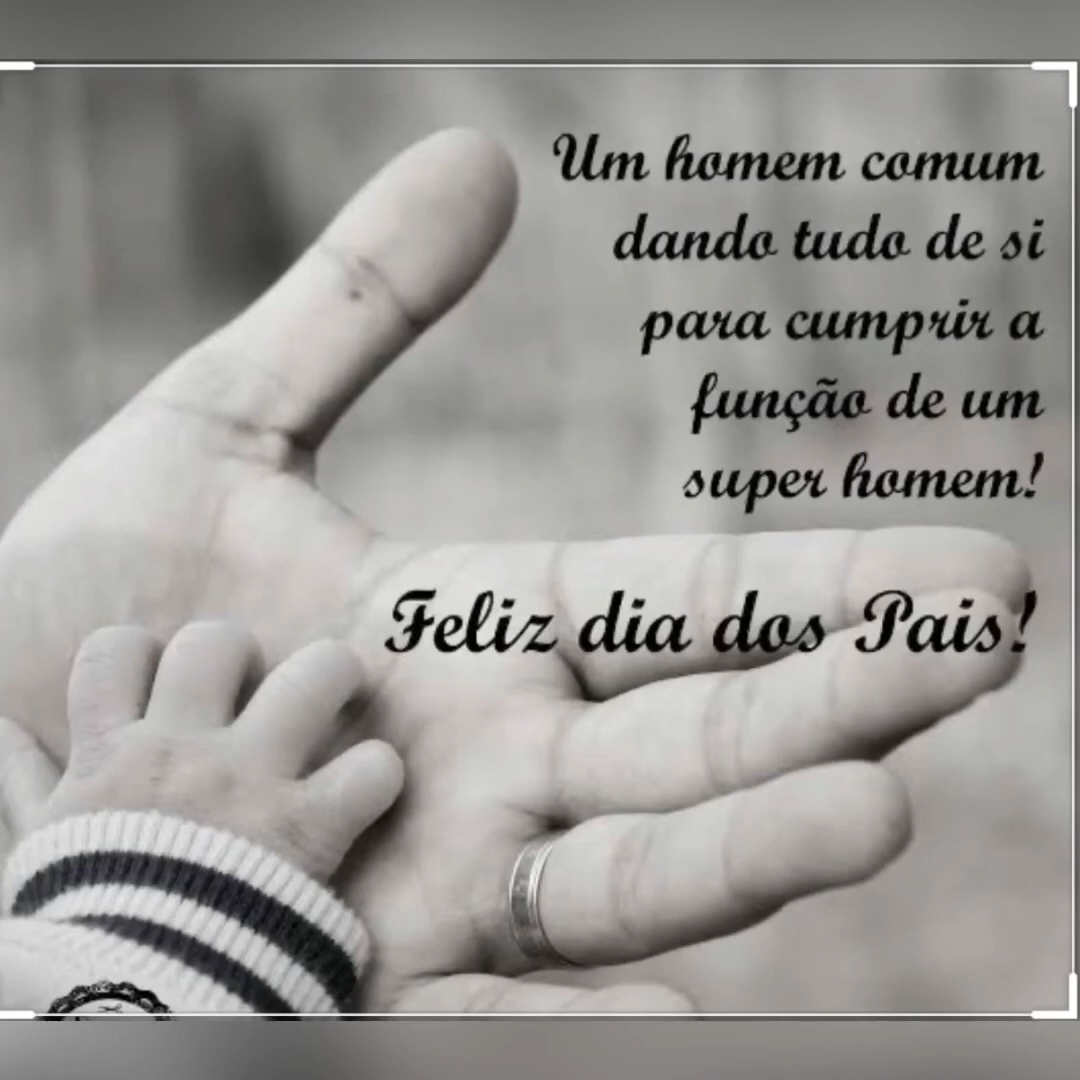 Um homem comum
dando tudo de si
para cumprir a
função de um
super homem!
Feliz dia dos Pais!